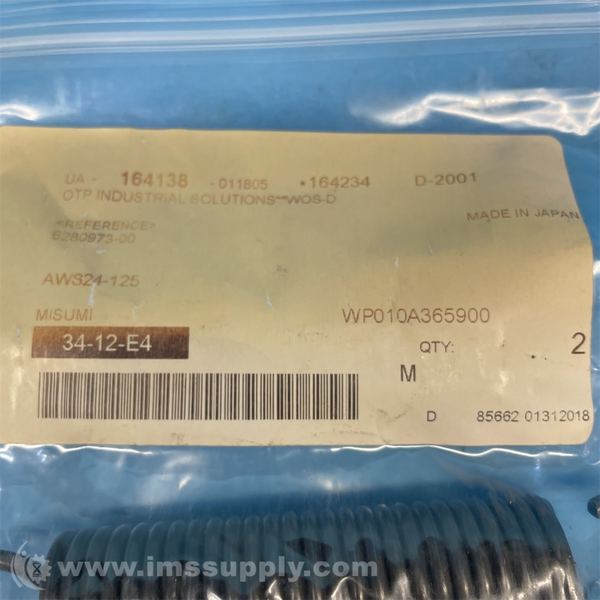 UA - 164138 -011805 *164234 D-2001
OTP INDUSTRIAL SOLUTIONS**WOS-D
MADE IN JAPAN
<REFERENCE>
6280973-00
AWS24-125
MISUMI
WP010A365900
34-12-E4
QTY: 2
M
D 85662 01312018
www.imssupply.com